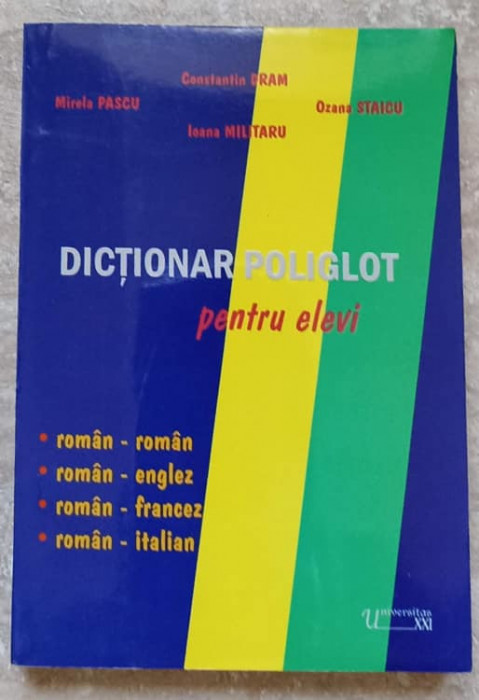 Constantin DRAM
Mirela PASCU
Ozana STAICU
Ioana MILITARU
DICȚIONAR POLIGLOT
pentru elevi
• român - român
• român - englez
• român - francez
• român - italian
Universitas
XXI